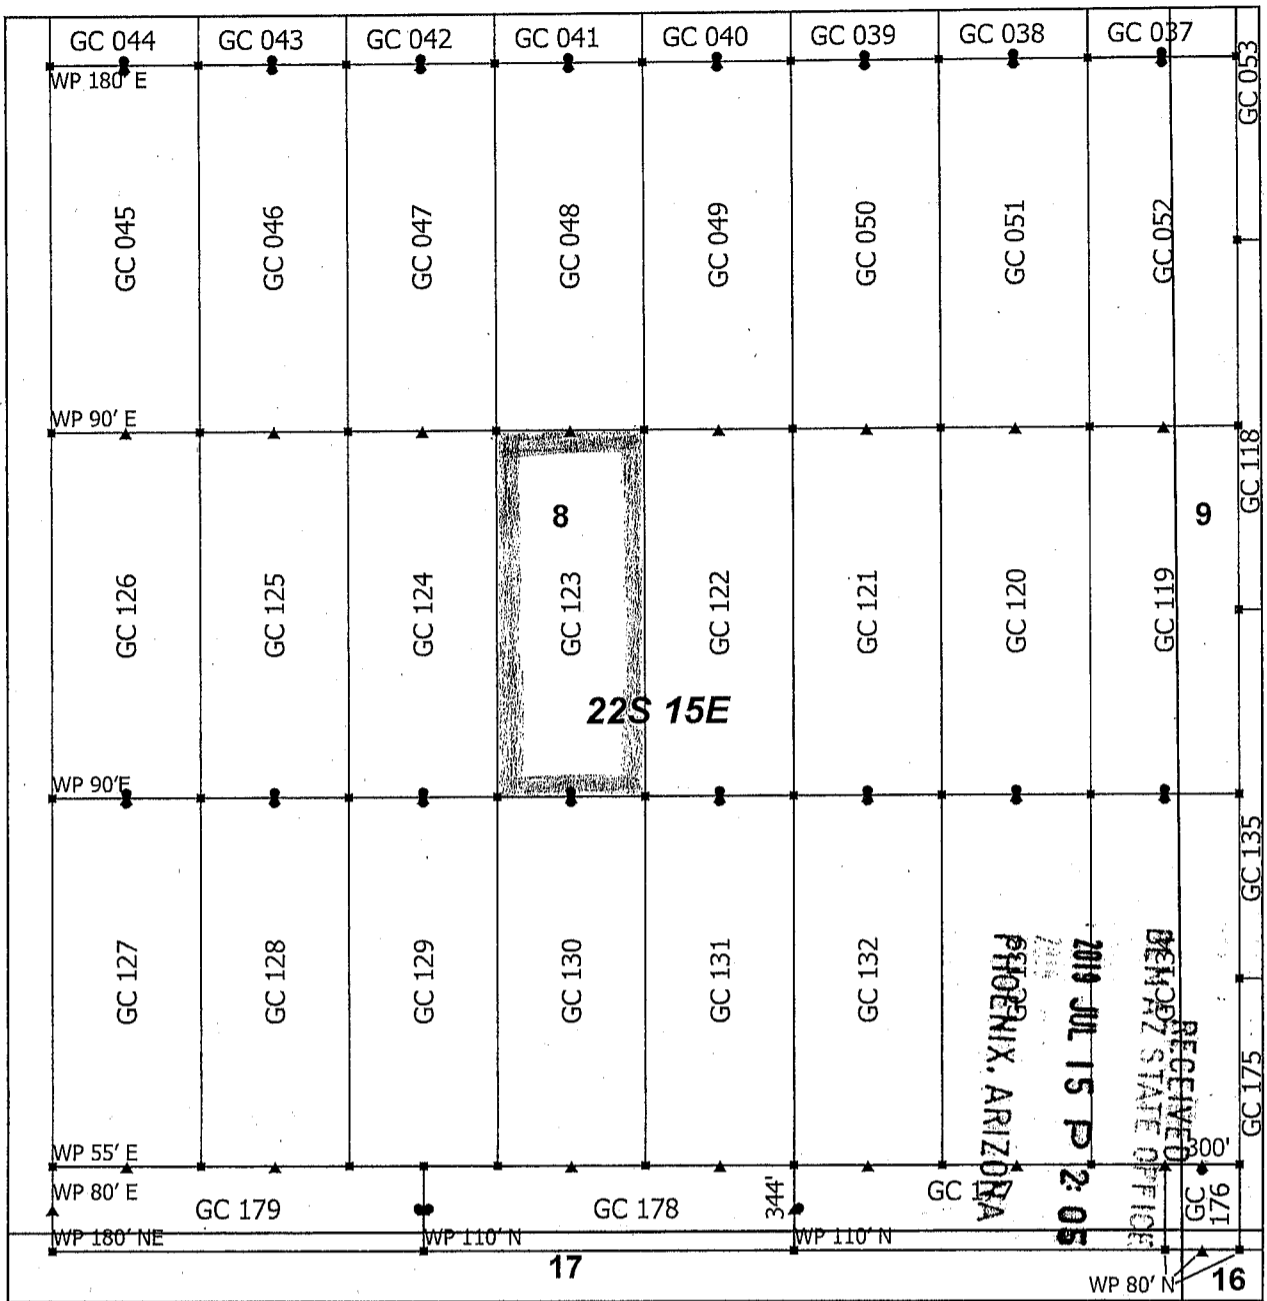 GC 044 GC 043 GC 042 GC 041 GC 040 GC 039 GC 038 GC 037
GC 053
WP 180' E
GC 045 GC 046 GC 047 GC 048 GC 049 GC 050 GC 051 GC 052
WP 90' E
GC 118
8
9
GC 126 GC 125 GC 124 GC 123 GC 122 GC 121 GC 120 GC 119
22S 15E
WP 90'E
GC 135
GC 127 GC 128 GC 129 GC 130 GC 131 GC 132
RECEIVED
BLM AZ STATE OFFICE
2019 JUL 15 P 2:05
PHOENIX, ARIZONA
GC 175
WP 55' E
300'
WP 80' E
GC 179
GC 178
344'
GC 176
WP 180' NE
WP 110' N
WP 110' N
17
WP 80' N
16